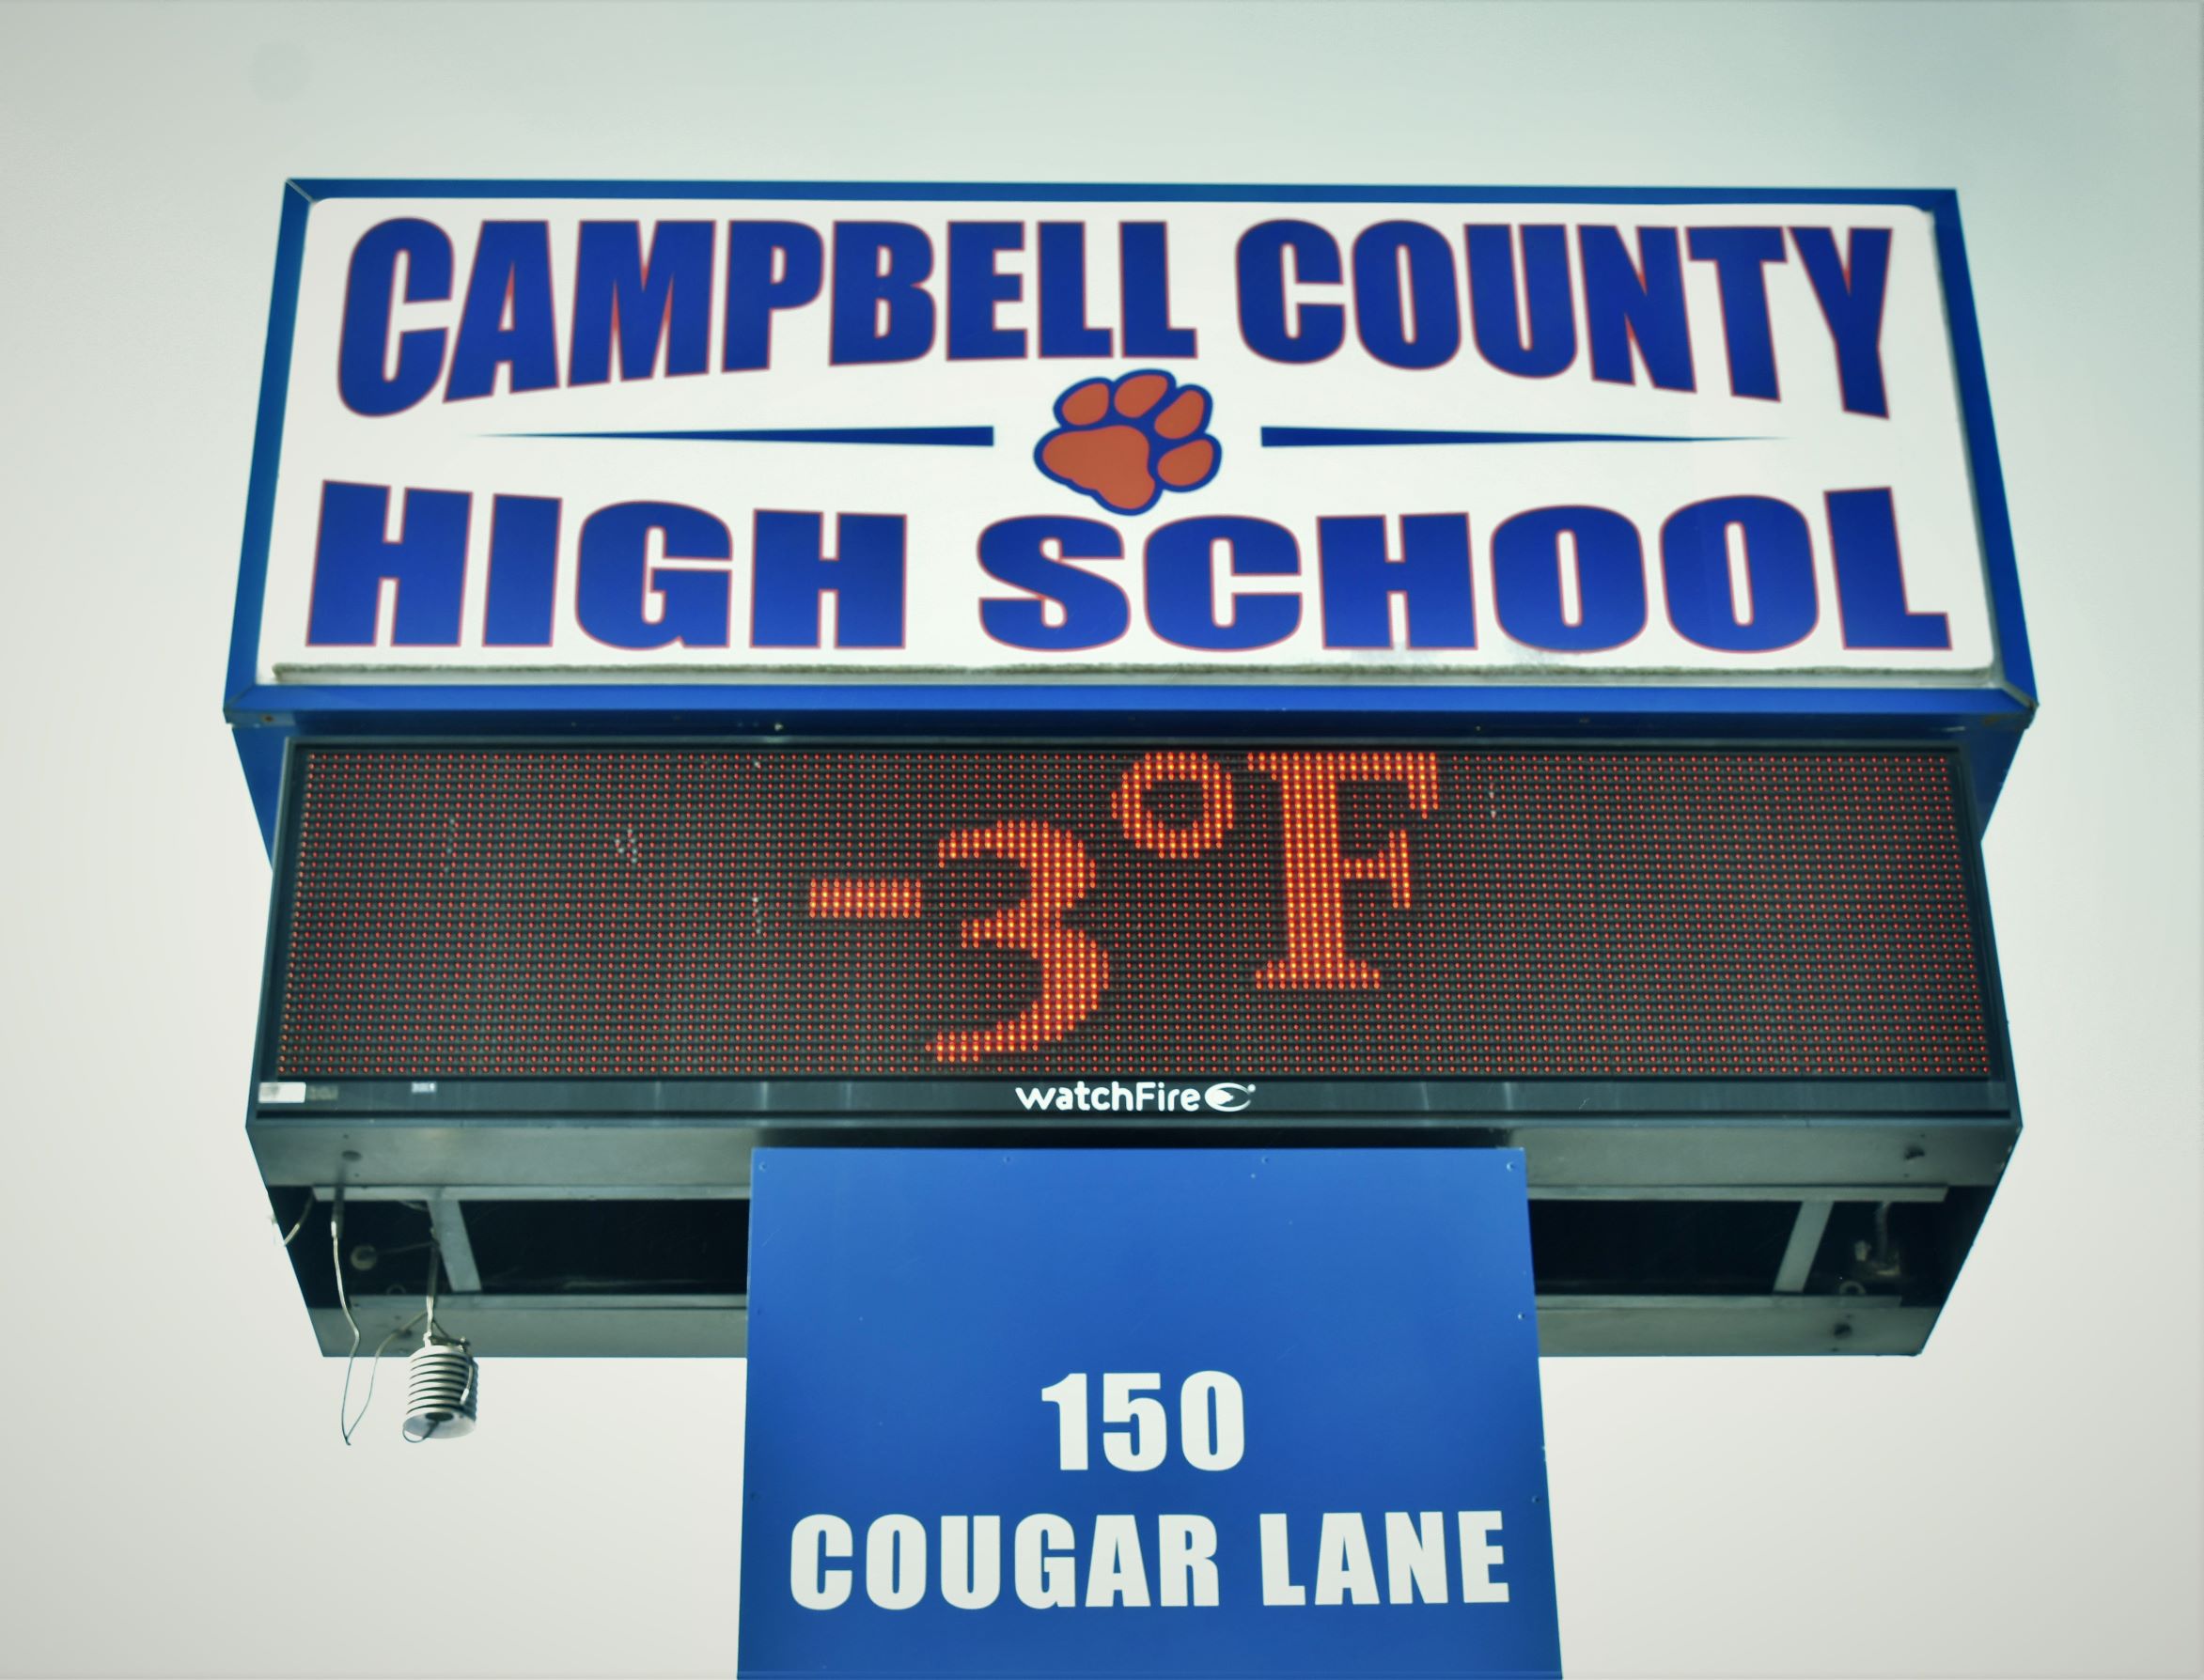 CAMPBELL COUNTY
HIGH SCHOOL
-3°F
watchFire
150
COUGAR LANE